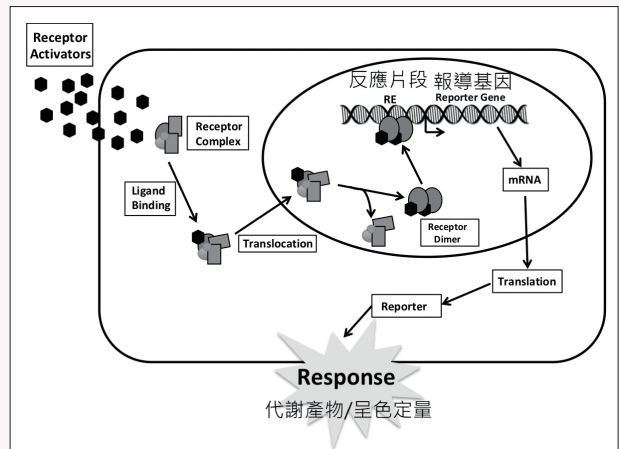 Receptor
Activators
反應片段 報導基因
RE Reporter Gene
Receptor
Complex
mRNA
Ligand
Binding
Receptor
Dimer
Translocation
Translation
Reporter
Response
代謝產物/呈色定量